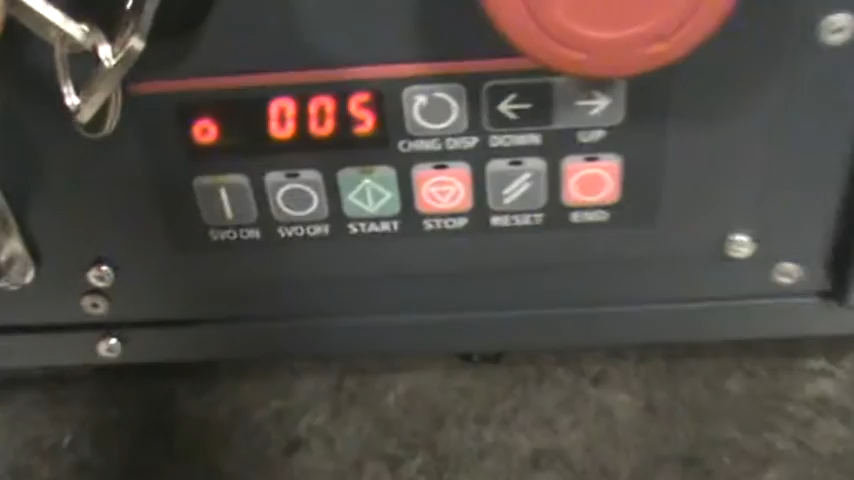 o 005
CHNG DISP DOWN UP
SVO ON SVO OFF START STOP RESET END